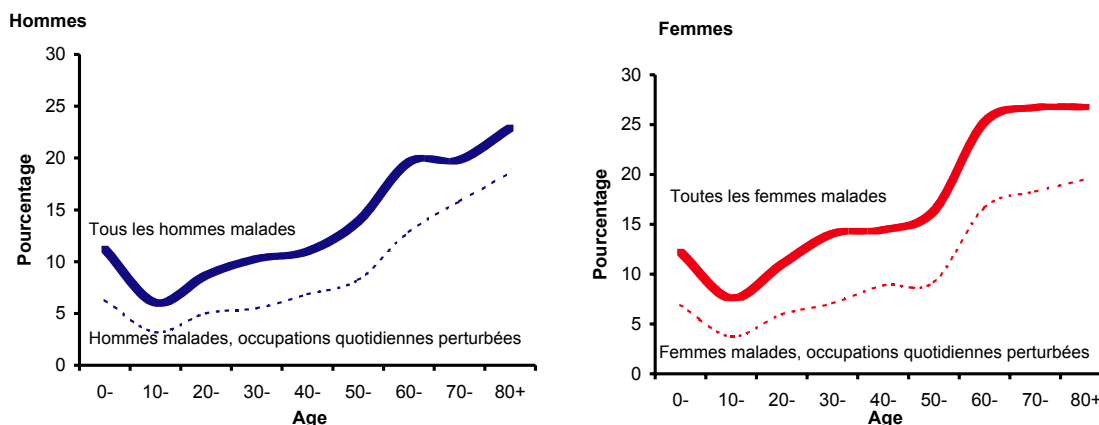 Hommes
30
25
20
15
10
5
0
Pourcentage
Tous les hommes malades
Hommes malades, occupations quotidiennes perturbées
0- 10- 20- 30- 40- 50- 60- 70- 80+
Age
Femmes
30
25
20
15
10
5
0
Pourcentage
Toutes les femmes malades
Femmes malades, occupations quotidiennes perturbées
0- 10- 20- 30- 40- 50- 60- 70- 80+
Age